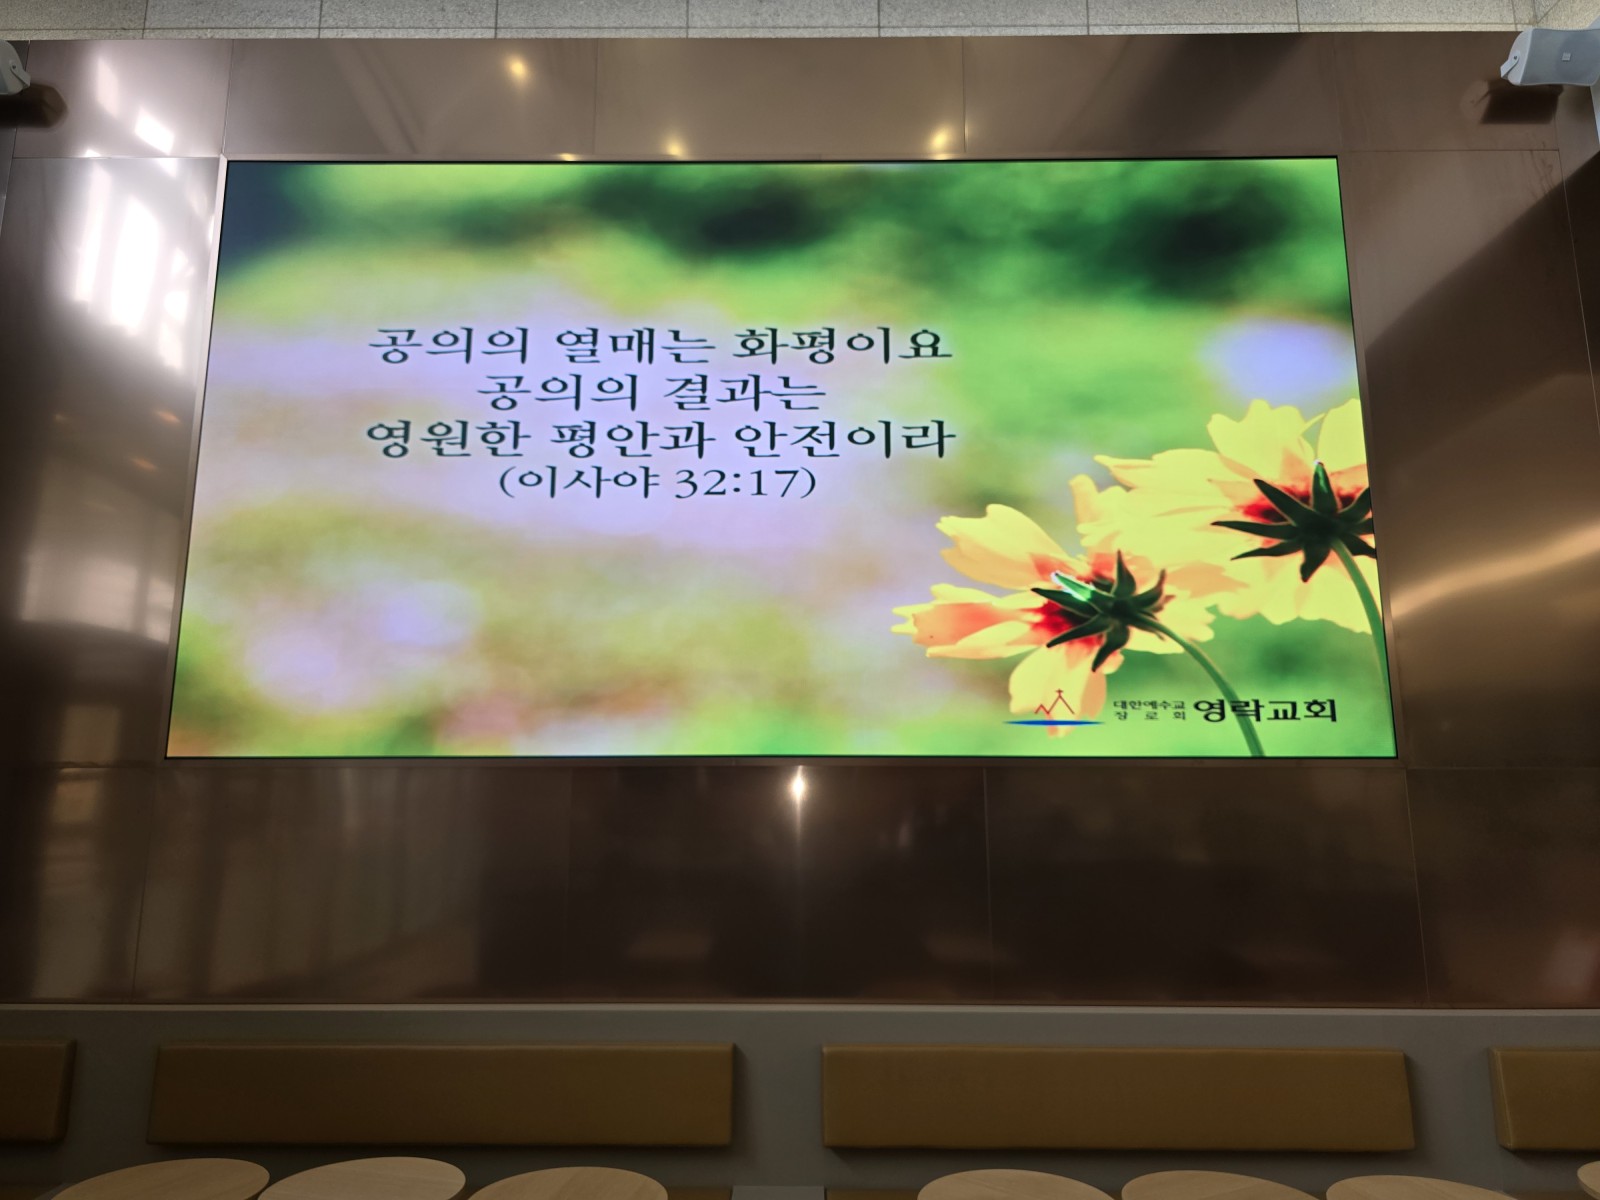 공의의 열매는 화평이요
공의의 결과는
영원한 평안과 안전이라
(이사야 32:17)
대한예수교
장로회
영락교회